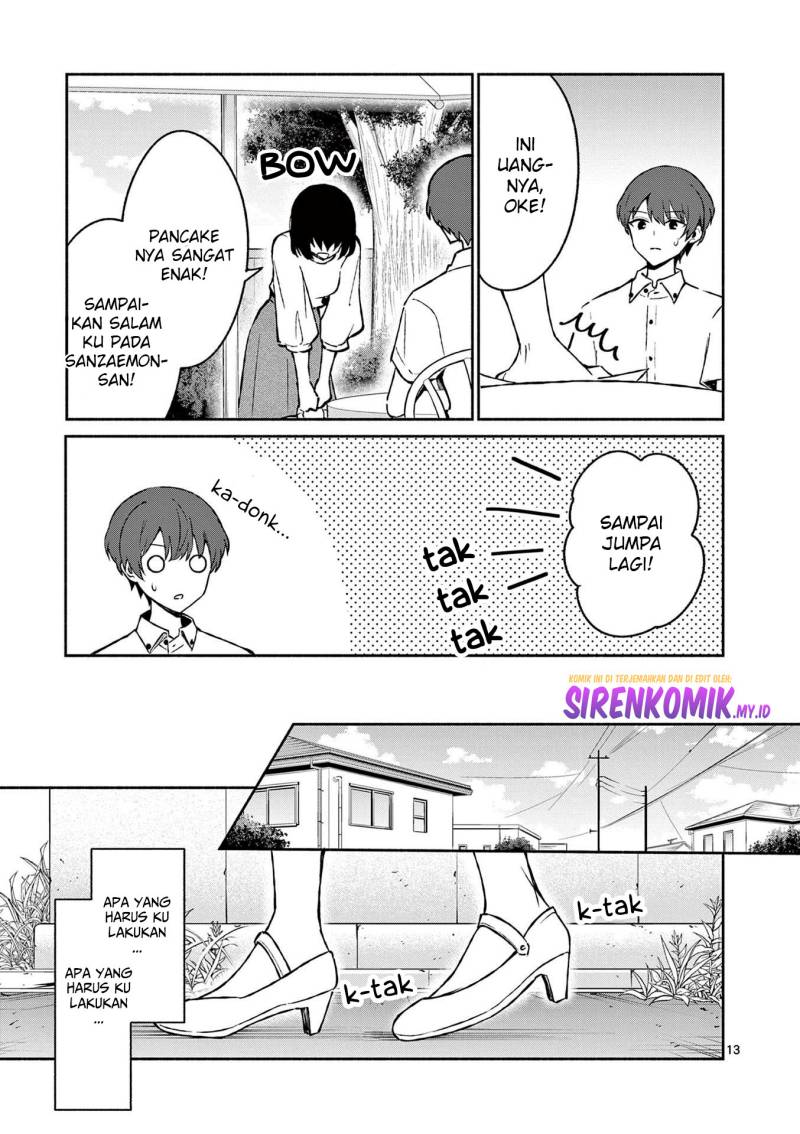 INI
UANG-
NYA,
OKE!
BOW
PANCAKE
NYA SANGAT
ENAK!
SAMPAI-
KAN SALAM
KU PADA
SANZAEMON-
SAN!
SAMPAI
JUMPA
LAGI!
tak
tak
tak
ka-donk...
KOMIK INI DI TERJEMAHKAN DAN DI EDIT OLEH:
SIRENKOMIK.MY.ID
k-tak
k-tak
APA YANG
HARUS KU
LAKUKAN
...
APA YANG
HARUS KU
LAKUKAN
...
13